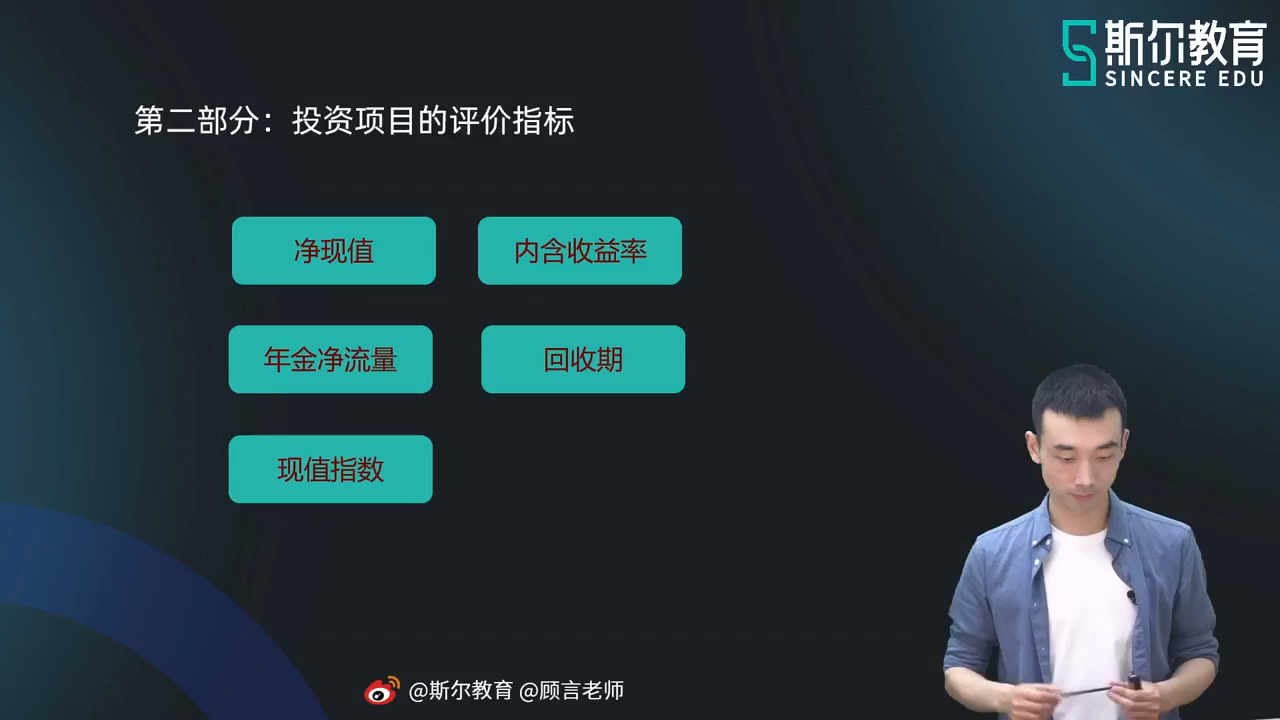 斯尔教育
SINCERE EDU
第二部分：投资项目的评价指标
净现值
内含收益率
年金净流量
回收期
现值指数
@斯尔教育 @顾言老师